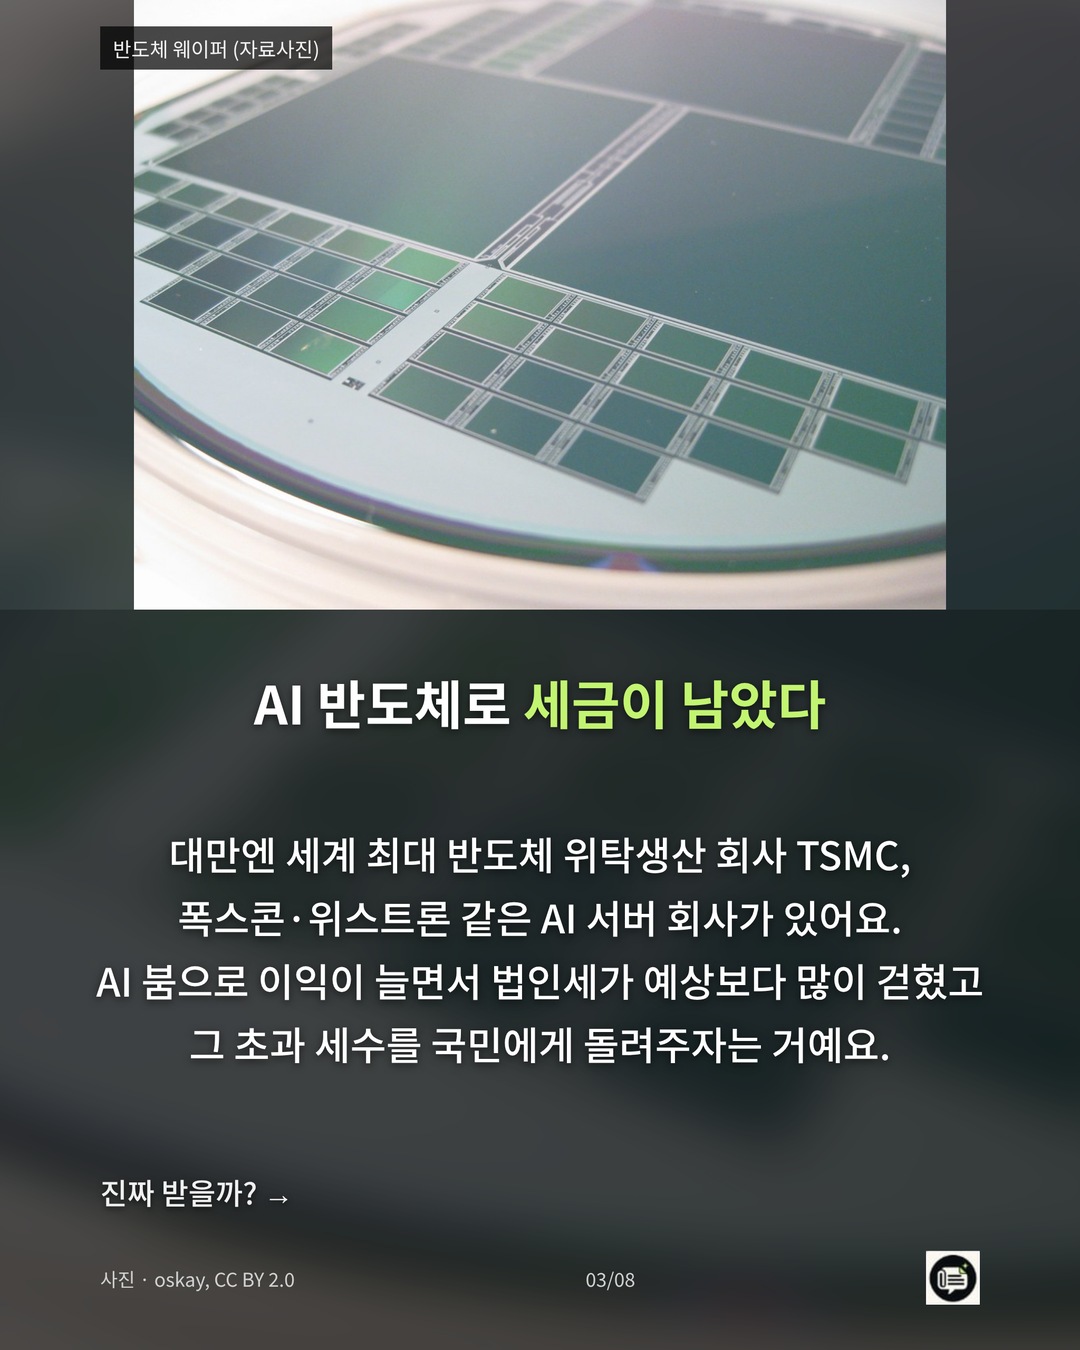 반도체 웨이퍼 (자료사진)
AI 반도체로 세금이 남았다
대만엔 세계 최대 반도체 위탁생산 회사 TSMC,
폭스콘·위스트론 같은 AI 서버 회사가 있어요.
AI 붐으로 이익이 늘면서 법인세가 예상보다 많이 걷혔고
그 초과 세수를 국민에게 돌려주자는 거예요.
진짜 받을까? →
사진 · oskay, CC BY 2.0
03/08